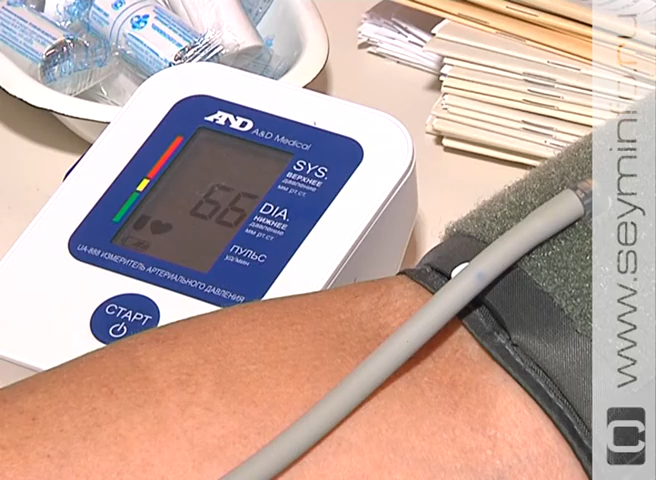 AND A&D Medical
SYS.
ВЕРХНЕЕ
давление
мм рт.ст.
66
DIA.
НИЖНЕЕ
давление
мм рт.ст
ПУЛЬС
уд/мин
UA-888 ИЗМЕРИТЕЛЬ АРТЕРИАЛЬНОГО ДАВЛЕНИЯ
СТАРТ
www.seyminfo.ru